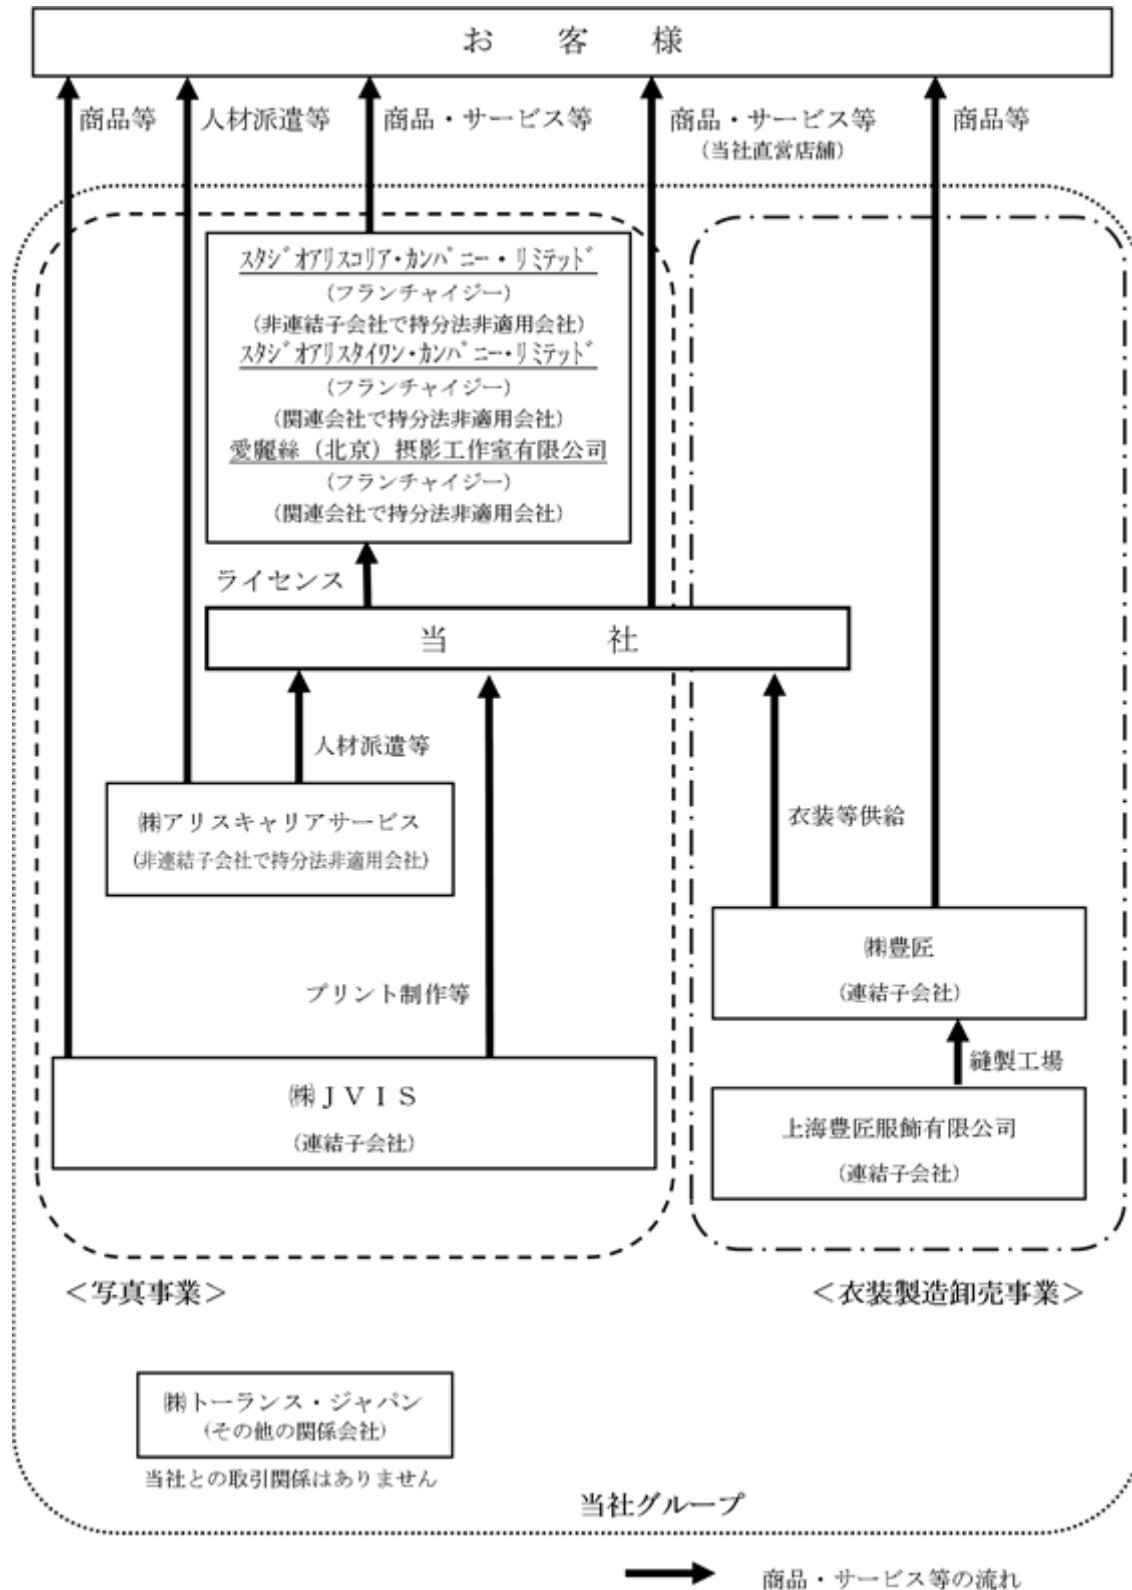 お客様
商品等
人材派遣等
商品・サービス等
商品・サービス等
(当社直営店舗)
商品等
スタジオアリスコリア・カンパニー・リミテッド
(フランチャイジー)
(非連結子会社で持分法非適用会社)
スタジオアリスタイワン・カンパニー・リミテッド
(フランチャイジー)
(関連会社で持分法非適用会社)
愛麗絲（北京）摂影工作室有限公司
(フランチャイジー)
(関連会社で持分法非適用会社)
ライセンス
当社
人材派遣等
㈱アリスキャリアサービス
(非連結子会社で持分法非適用会社)
衣装等供給
㈱豊匠
(連結子会社)
プリント制作等
縫製工場
㈱ＪＶＩＳ
(連結子会社)
上海豊匠服飾有限公司
(連結子会社)
＜写真事業＞
＜衣装製造卸売事業＞
㈱トーランス・ジャパン
(その他の関係会社)
当社との取引関係はありません
当社グループ
商品・サービス等の流れ